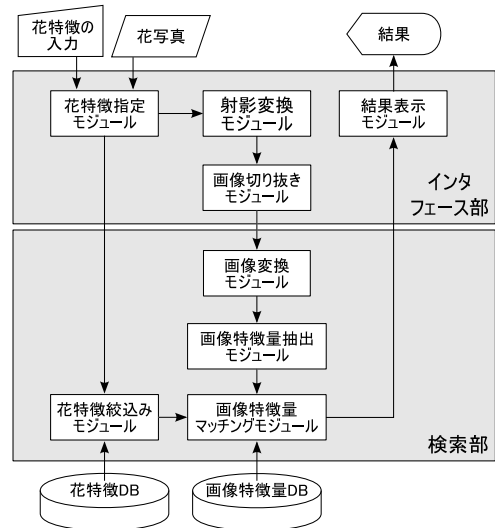 花特徴の
入力
花写真
結果
花特徴指定
モジュール
射影変換
モジュール
結果表示
モジュール
画像切り抜き
モジュール
インタ
フェース部
画像変換
モジュール
画像特徴量抽出
モジュール
花特徴絞込み
モジュール
画像特徴量
マッチングモジュール
検索部
花特徴DB
画像特徴量DB